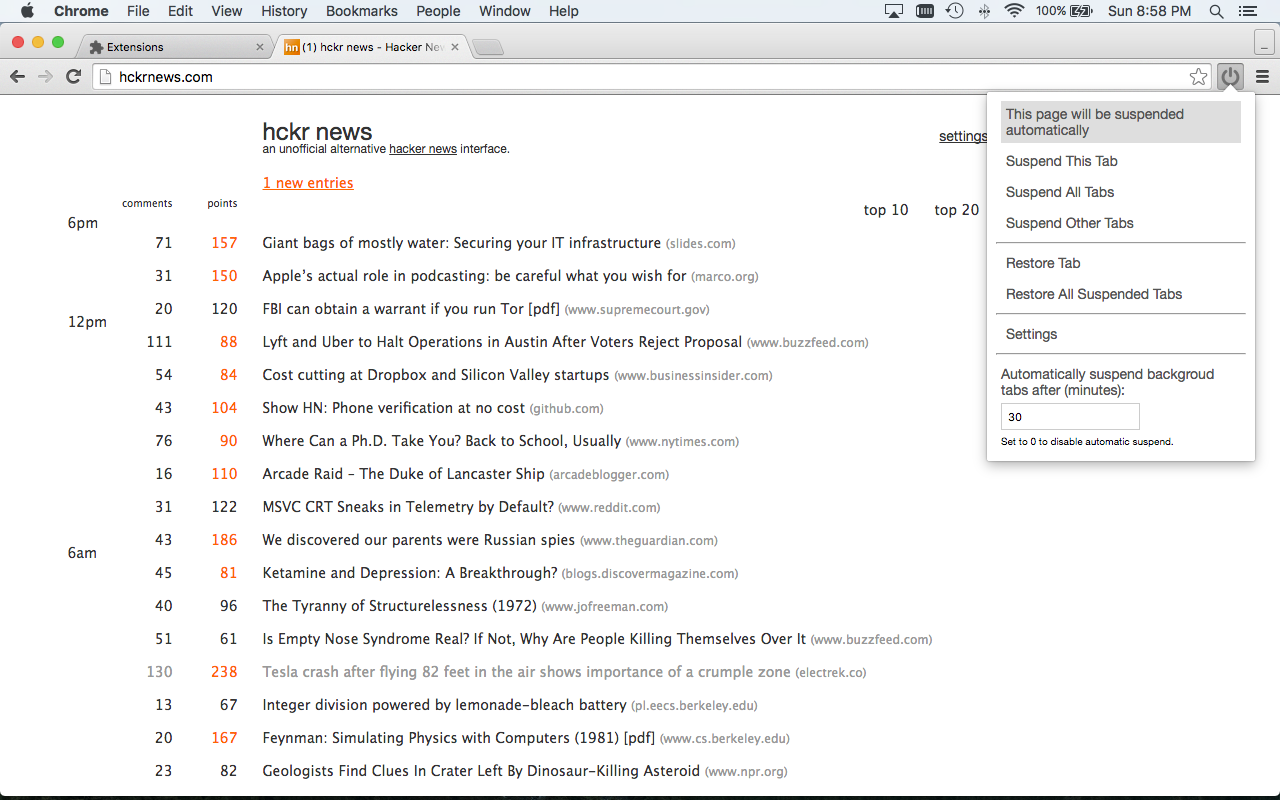 Chrome File Edit View History Bookmarks People Window Help 100% Sun 8:58 PM
Extensions
hn (1) hckr news - Hacker New
hckrnews.com
hckr news
an unofficial alternative hacker news interface.
settings
1 new entries
comments points
top 10 top 20
6pm
71 157 Giant bags of mostly water: Securing your IT infrastructure (slides.com)
31 150 Apple's actual role in podcasting: be careful what you wish for (marco.org)
20 120 FBI can obtain a warrant if you run Tor [pdf] (www.supremecourt.gov)
12pm
111 88 Lyft and Uber to Halt Operations in Austin After Voters Reject Proposal (www.buzzfeed.com)
54 84 Cost cutting at Dropbox and Silicon Valley startups (www.businessinsider.com)
43 104 Show HN: Phone verification at no cost (github.com)
76 90 Where Can a Ph.D. Take You? Back to School, Usually (www.nytimes.com)
16 110 Arcade Raid – The Duke of Lancaster Ship (arcadeblogger.com)
31 122 MSVC CRT Sneaks in Telemetry by Default? (www.reddit.com)
43 186 We discovered our parents were Russian spies (www.theguardian.com)
6am
45 81 Ketamine and Depression: A Breakthrough? (blogs.discovermagazine.com)
40 96 The Tyranny of Structurelessness (1972) (www.jofreeman.com)
51 61 Is Empty Nose Syndrome Real? If Not, Why Are People Killing Themselves Over It (www.buzzfeed.com)
130 238 Tesla crash after flying 82 feet in the air shows importance of a crumple zone (electrek.co)
13 67 Integer division powered by lemonade-bleach battery (pl.eecs.berkeley.edu)
20 167 Feynman: Simulating Physics with Computers (1981) [pdf] (www.cs.berkeley.edu)
23 82 Geologists Find Clues In Crater Left By Dinosaur-Killing Asteroid (www.npr.org)
This page will be suspended
automatically
Suspend This Tab
Suspend All Tabs
Suspend Other Tabs
Restore Tab
Restore All Suspended Tabs
Settings
Automatically suspend backgroud
tabs after (minutes):
30
Set to 0 to disable automatic suspend.